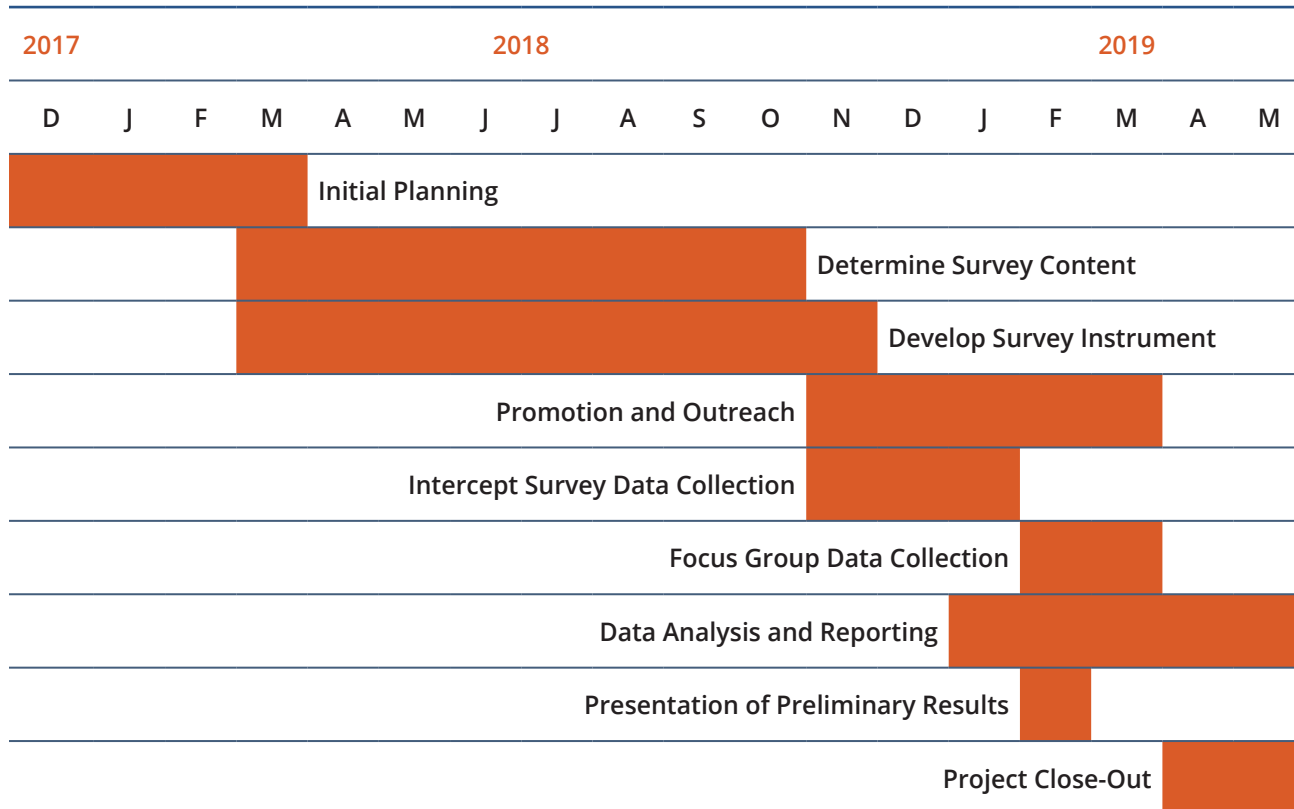 2017 2018 2019
D J F M A M J J A S O N D J F M A M
Initial Planning
Determine Survey Content
Develop Survey Instrument
Promotion and Outreach
Intercept Survey Data Collection
Focus Group Data Collection
Data Analysis and Reporting
Presentation of Preliminary Results
Project Close-Out